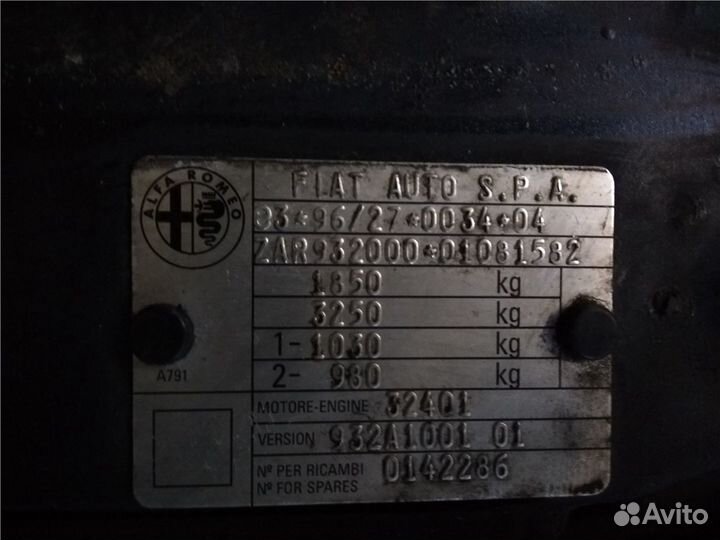 ALFA ROMEO
FIAT AUTO S.P.A.
03*96/27*0034*04
ZAR932000*01081582
1850 kg
3250 kg
1- 1030 kg
2- 980 kg
A791
MOTORE-ENGINE 32401
VERSION 932A1001 01
Nº PER RICAMBI 0142286
Nº FOR SPARES
Avito